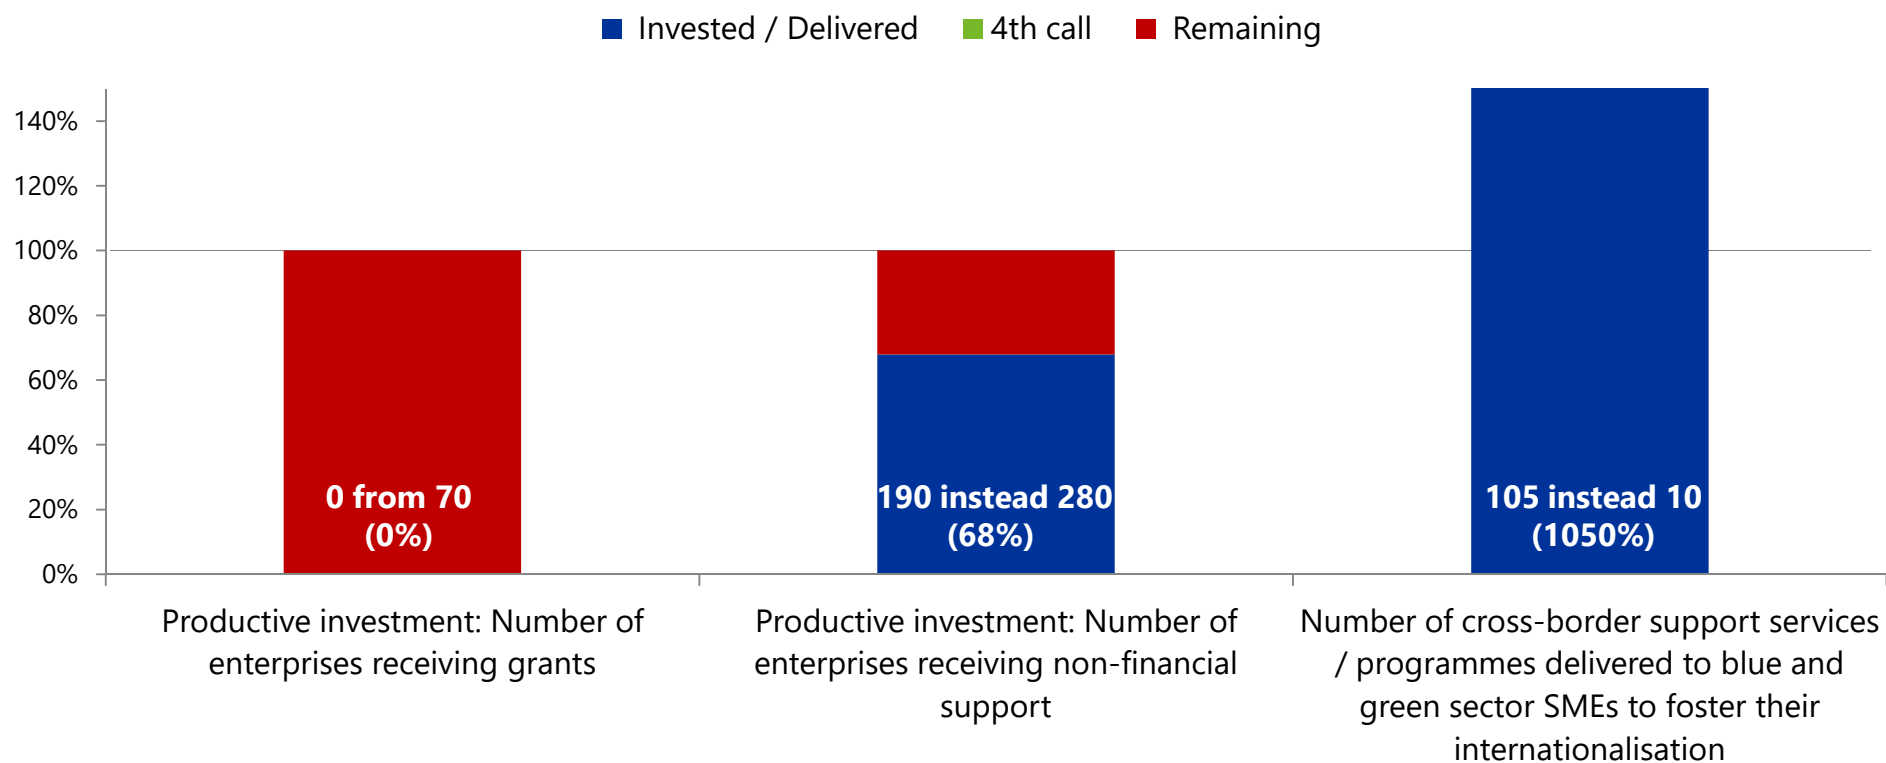 Invested / Delivered 4th call Remaining
140%
120%
100%
80%
60%
40%
20%
0%
0 from 70
(0%)
190 instead 280
(68%)
105 instead 10
(1050%)
Productive investment: Number of
enterprises receiving grants
Productive investment: Number of
enterprises receiving non-financial
support
Number of cross-border support services
/ programmes delivered to blue and
green sector SMEs to foster their
internationalisation